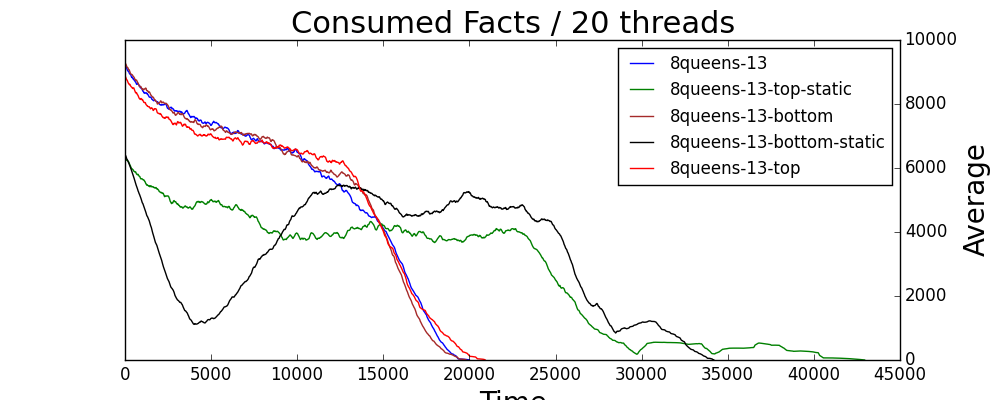 Consumed Facts / 20 threads
8queens-13
8queens-13-top-static
8queens-13-bottom
8queens-13-bottom-static
8queens-13-top
10000
8000
6000
4000
2000
0
Average
0 5000 10000 15000 20000 25000 30000 35000 40000 45000
Time